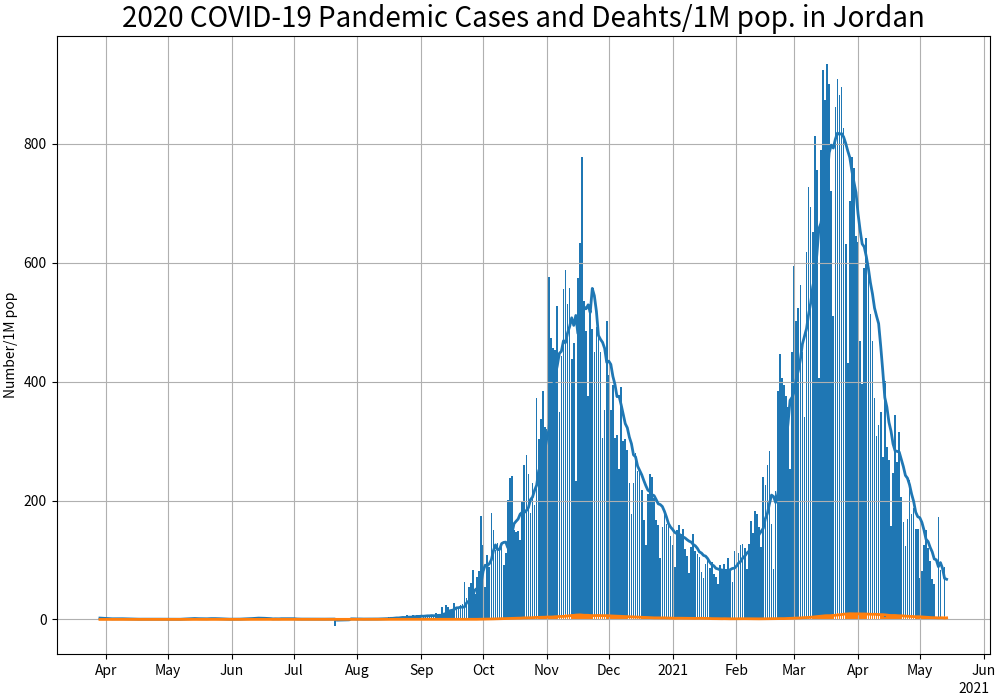 2020 COVID-19 Pandemic Cases and Deahts/1M pop. in Jordan
Number/1M pop
800
600
400
200
0
Apr May Jun Jul Aug Sep Oct Nov Dec 2021 Feb Mar Apr May Jun
2021